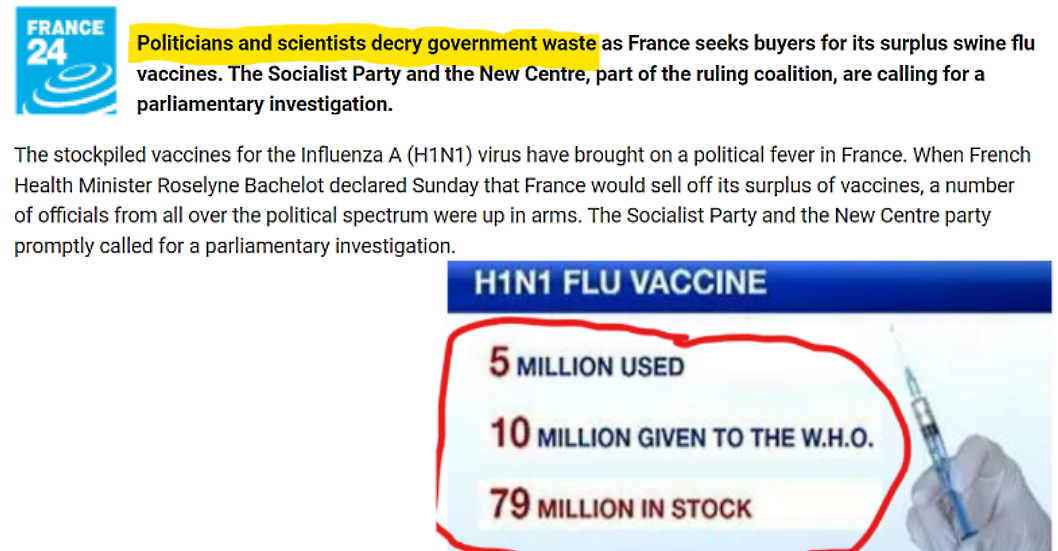 FRANCE
24
Politicians and scientists decry government waste as France seeks buyers for its surplus swine flu
vaccines. The Socialist Party and the New Centre, part of the ruling coalition, are calling for a
parliamentary investigation.
The stockpiled vaccines for the Influenza A (H1N1) virus have brought on a political fever in France. When French
Health Minister Roselyne Bachelot declared Sunday that France would sell off its surplus of vaccines, a number
of officials from all over the political spectrum were up in arms. The Socialist Party and the New Centre party
promptly called for a parliamentary investigation.
H1N1 FLU VACCINE
5 MILLION USED
10 MILLION GIVEN TO THE W.H.O.
79 MILLION IN STOCK